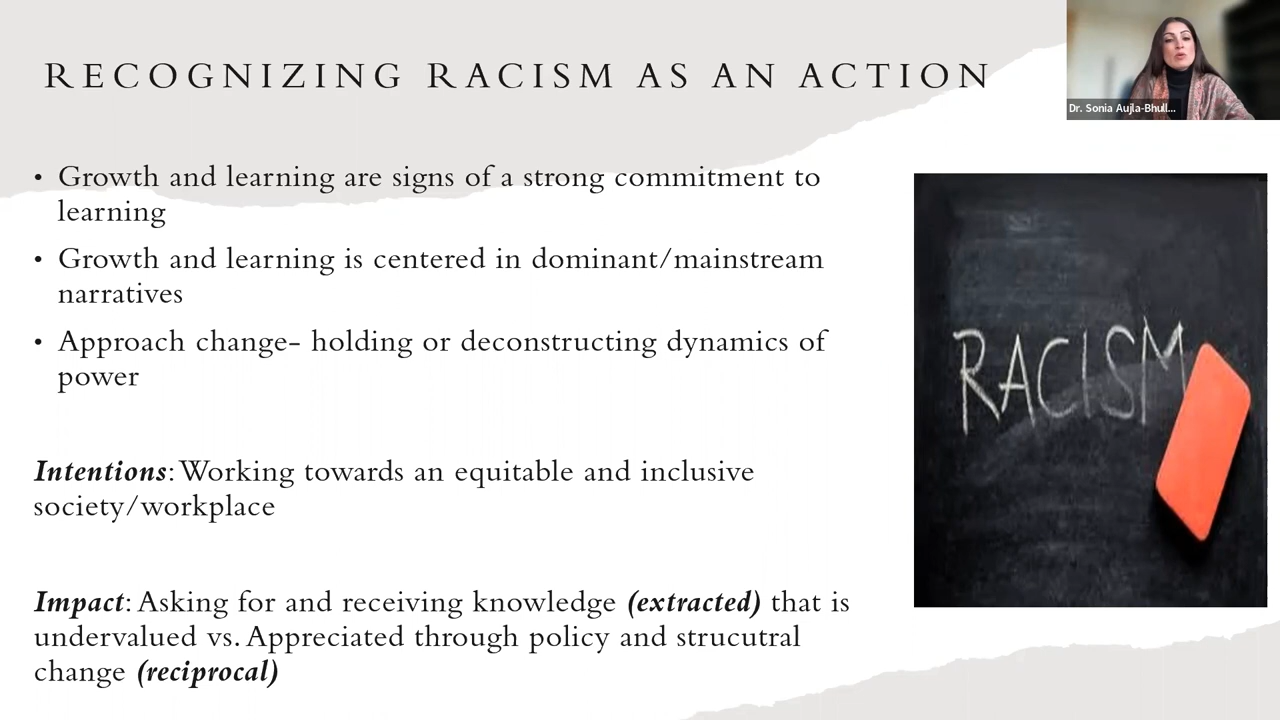 RECOGNIZING RACISM AS AN ACTION
Dr. Sonia Aujla-Bhull...
• Growth and learning are signs of a strong commitment to
learning
• Growth and learning is centered in dominant/mainstream
narratives
• Approach change- holding or deconstructing dynamics of
power
RACISM
Intentions: Working towards an equitable and inclusive
society/workplace
Impact: Asking for and receiving knowledge (extracted) that is
undervalued vs. Appreciated through policy and strucutral
change (reciprocal)